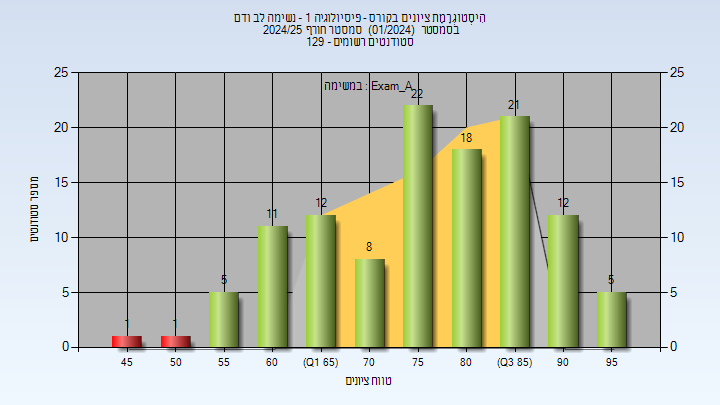 היסטוגרמת ציונים בקורס - פיסיולוגיה 1 - נשימה לב ודם
בסמסטר (01/2024) סמסטר חורף 2024/25
סטודנטים רשומים - 129
במשימה : Exam_A
25 25
20 20
15 15
10 10
5 5
0 0
1 1 5 11 12 8 22 18 21 12 5
מספר סטודנטים
45 50 55 60 (Q1 65) 70 75 80 (Q3 85) 90 95
טווח ציונים